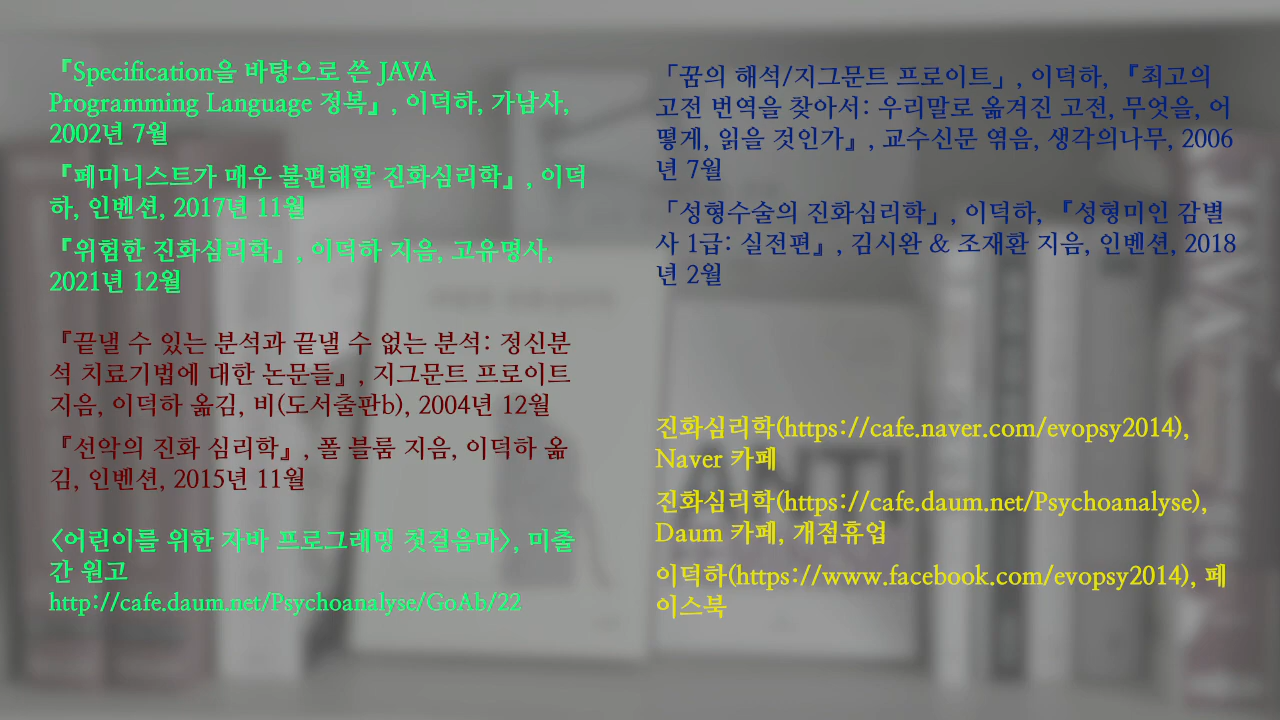 『Specification을 바탕으로 쓴 JAVA
Programming Language 정복』, 이덕하, 가남사,
2002년 7월
『페미니스트가 매우 불편해할 진화심리학』, 이덕
하, 인벤션, 2017년 11월
『위험한 진화심리학』, 이덕하 지음, 고유명사,
2021년 12월
『끝낼 수 있는 분석과 끝낼 수 없는 분석: 정신분
석 치료기법에 대한 논문들』, 지그문트 프로이트
지음, 이덕하 옮김, 비(도서출판b), 2004년 12월
『선악의 진화 심리학』, 폴 블룸 지음, 이덕하 옮
김, 인벤션, 2015년 11월
〈어린이를 위한 자바 프로그래밍 첫걸음마〉, 미출
간 원고
http://cafe.daum.net/Psychoanalyse/GoAb/22
「꿈의 해석/지그문트 프로이트」, 이덕하, 『최고의
고전 번역을 찾아서: 우리말로 옮겨진 고전, 무엇을, 어
떻게, 읽을 것인가』, 교수신문 엮음, 생각의나무, 2006
년 7월
「성형수술의 진화심리학」, 이덕하, 『성형미인 감별
사 1급: 실전편』, 김시완 & 조재환 지음, 인벤션, 2018
년 2월
진화심리학(https://cafe.naver.com/evopsy2014),
Naver 카페
진화심리학(https://cafe.daum.net/Psychoanalyse),
Daum 카페, 개점휴업
이덕하(https://www.facebook.com/evopsy2014), 페
이스북